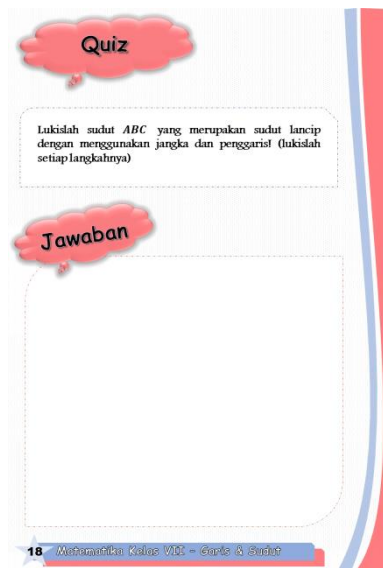 Quiz
Lukislah sudut ABC yang merupakan sudut lancip
dengan menggunakan jangka dan penggaris! (lukislah
setiap langkahnya)
Jawaban
18 Matematika Kelas VII – Garis & Sudut